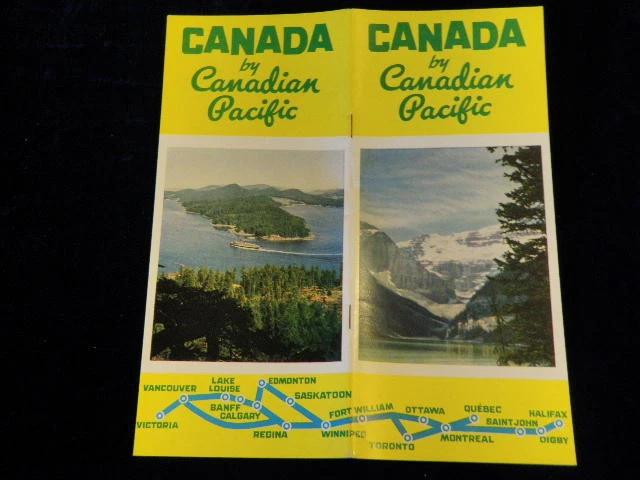 CANADA
by
Canadian
Pacific
CANADA
by
Canadian
Pacific
VANCOUVER
VICTORIA
LAKE
LOUISE
BANFF
CALGARY
EDMONTON
SASKATOON
REGINA
WINNIPEG
FORT WILLIAM
TORONTO
OTTAWA
MONTREAL
QUÉBEC
SAINT JOHN
HALIFAX
DIGBY